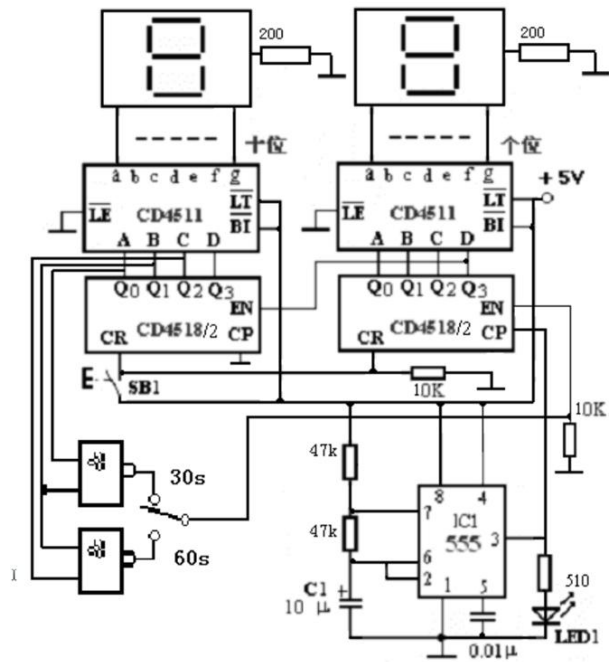 200
200
十位
个位
a b c d e f g
a b c d e f g
+5V
LE
CD4511
LT
BI
LE
CD4511
LT
BI
A B C D
A B C D
Q0 Q1 Q2 Q3
Q0 Q1 Q2 Q3
EN
EN
CD4518/2
CD4518/2
CR
CP
CR
CP
SB1
10K
10K
30s
60s
47k
47k
8
4
7
IC1
555
3
6
2
1
5
C1
+
10 μ
0.01μ
510
LED1